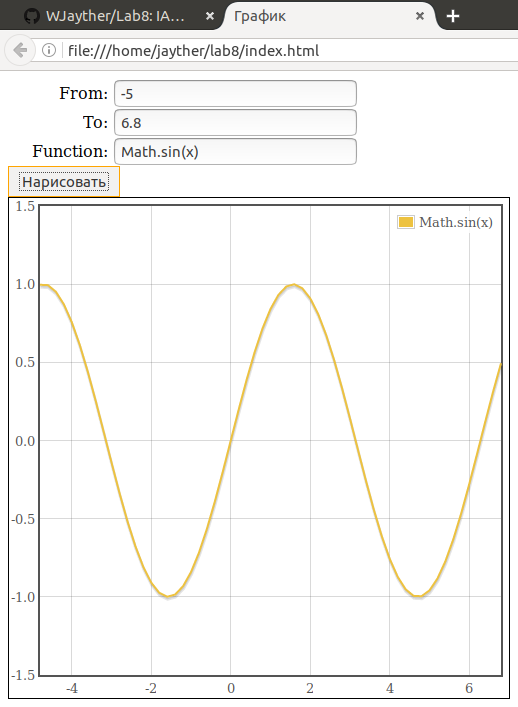 WJayther/Lab8: IA...
График
file:///home/jayther/lab8/index.html
From: -5
To: 6.8
Function: Math.sin(x)
Нарисовать
Math.sin(x)
1.5
1.0
0.5
0.0
-0.5
-1.0
-1.5
-4 -2 0 2 4 6